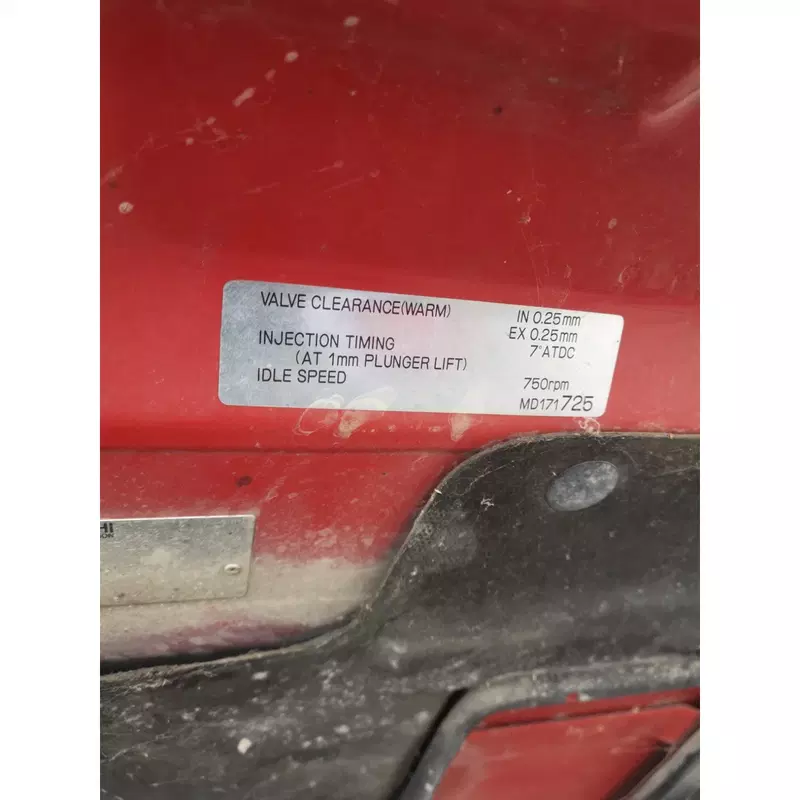 VALVE CLEARANCE(WARM) IN 0.25mm
EX 0.25mm
INJECTION TIMING 7°ATDC
(AT 1mm PLUNGER LIFT)
IDLE SPEED 750rpm
MD171725
HI